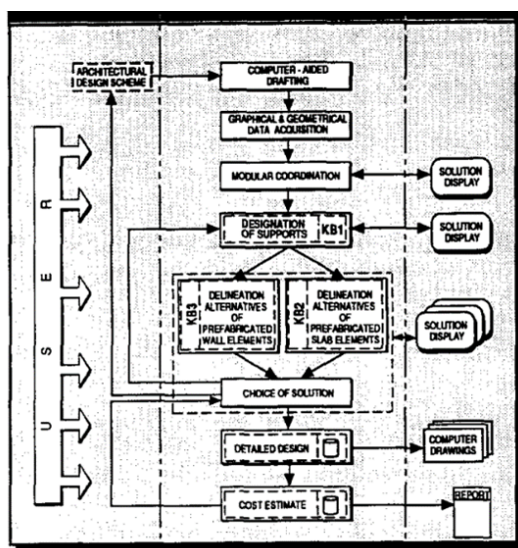 ARCHITECTURAL
DESIGN SCHEME
COMPUTER - AIDED
DRAFTING
GRAPHICAL & GEOMETRICAL
DATA ACQUISITION
MODULAR COORDINATION
SOLUTION
DISPLAY
DESIGNATION
OF SUPPORTS
KB1
SOLUTION
DISPLAY
KB3
DELINEATION
ALTERNATIVES
OF
PREFABRICATED
WALL ELEMENTS
KB2
DELINEATION
ALTERNATIVES
OF
PREFABRICATED
SLAB ELEMENTS
SOLUTION
DISPLAY
CHOICE OF SOLUTION
DETAILED DESIGN
COMPUTER
DRAWINGS
COST ESTIMATE
REPORT
USER